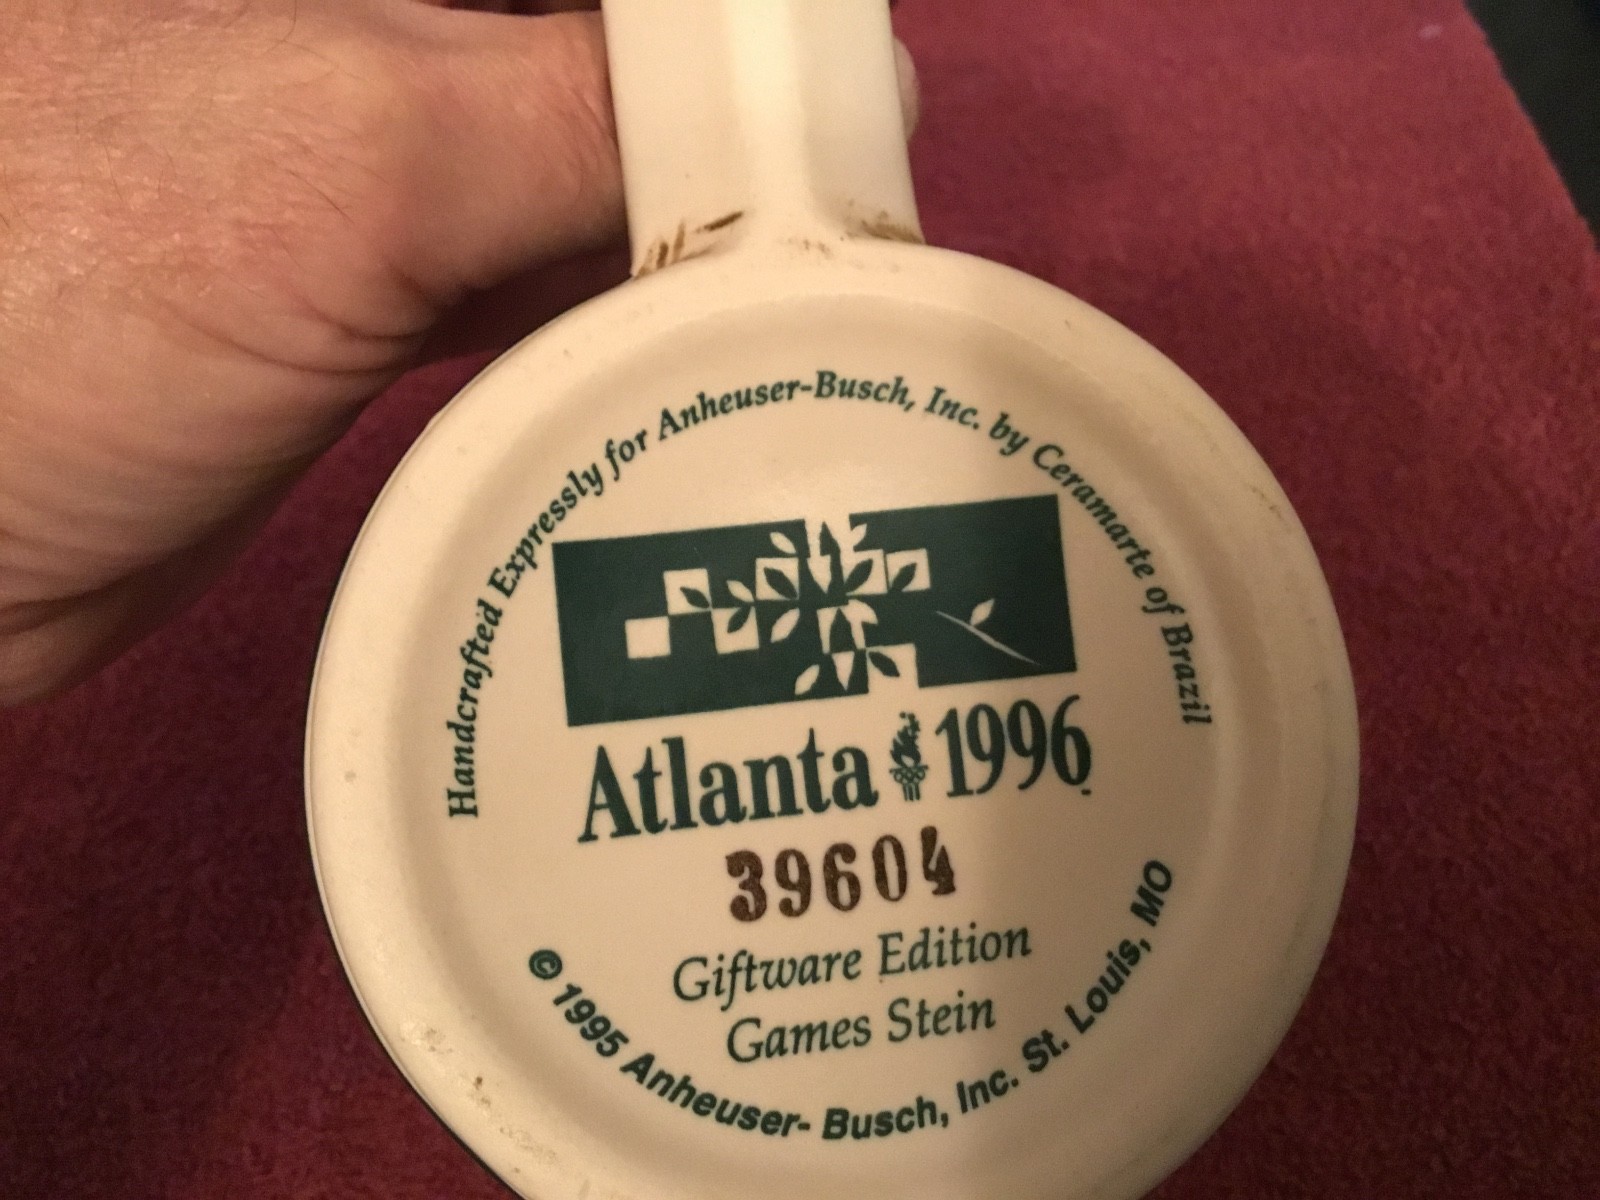 Handcrafted Expressly for Anheuser-Busch, Inc. by Ceramarte of Brazil
Atlanta 1996
39604
Giftware Edition
Games Stein
© 1995 Anheuser- Busch, Inc. St. Louis, MO